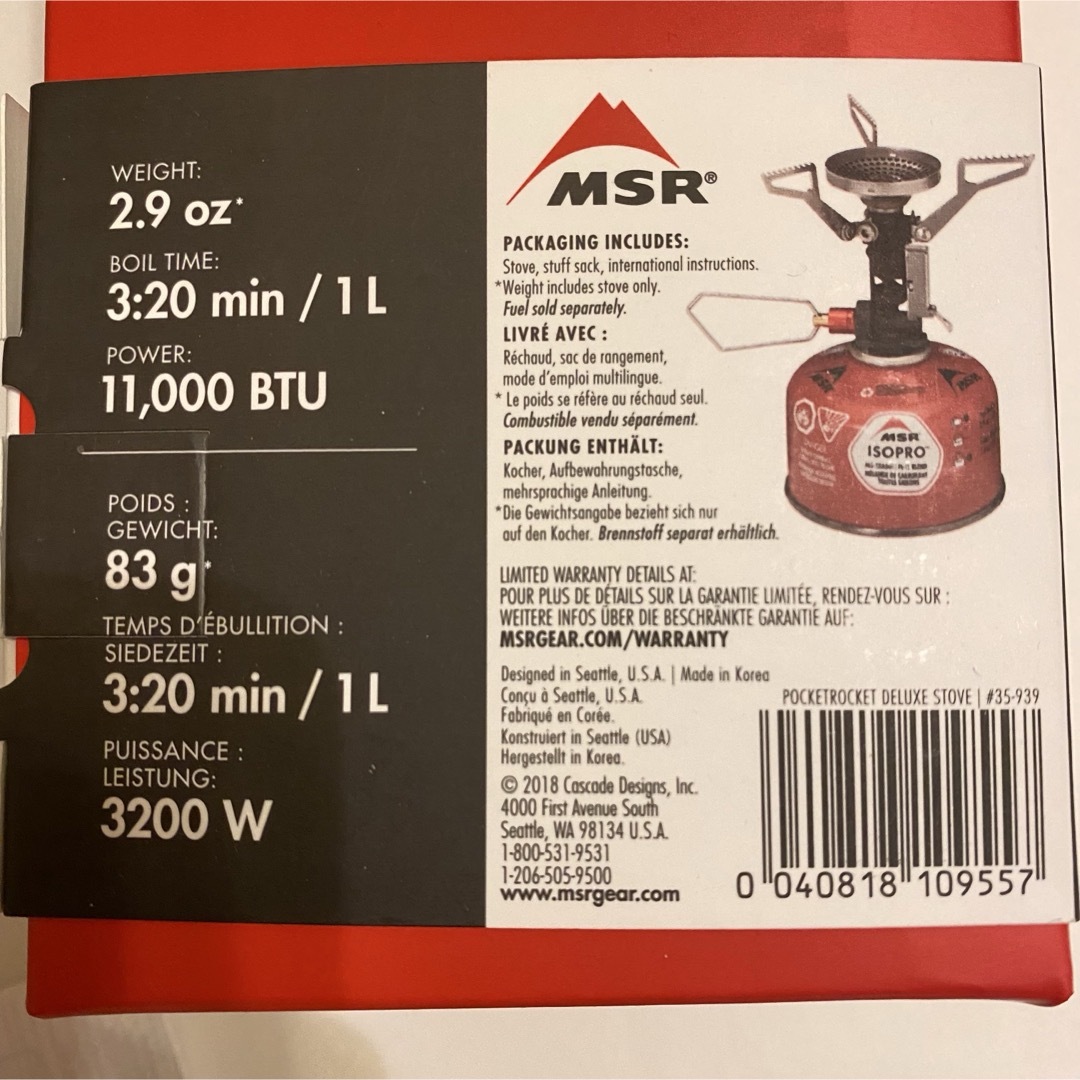 WEIGHT:
2.9 oz*
BOIL TIME:
3:20 min / 1 L
POWER:
11,000 BTU
POIDS :
GEWICHT:
83 g*
TEMPS D'ÉBULLITION :
SIEDEZEIT :
3:20 min / 1 L
PUISSANCE :
LEISTUNG:
3200 W
MSR®
PACKAGING INCLUDES:
Stove, stuff sack, international instructions.
*Weight includes stove only.
Fuel sold separately.
LIVRÉ AVEC :
Réchaud, sac de rangement,
mode d'emploi multilingue.
* Le poids se réfère au réchaud seul.
Combustible vendu séparément.
PACKUNG ENTHÄLT:
Kocher, Aufbewahrungstasche,
mehrsprachige Anleitung.
*Die Gewichtsangabe bezieht sich nur
auf den Kocher. Brennstoff separat erhältlich.
MSR
ISOPRO™
LIMITED WARRANTY DETAILS AT:
POUR PLUS DE DÉTAILS SUR LA GARANTIE LIMITÉE, RENDEZ-VOUS SUR :
WEITERE INFOS ÜBER DIE BESCHRÄNKTE GARANTIE AUF:
MSRGEAR.COM/WARRANTY
Designed in Seattle, U.S.A. | Made in Korea
Conçu à Seattle, U.S.A.
Fabriqué en Corée.
Konstruiert in Seattle (USA)
Hergestellt in Korea.
© 2018 Cascade Designs, Inc.
4000 First Avenue South
Seattle, WA 98134 U.S.A.
1-800-531-9531
1-206-505-9500
www.msrgear.com
POCKETROCKET DELUXE STOVE | #35-939
0 040818 109557